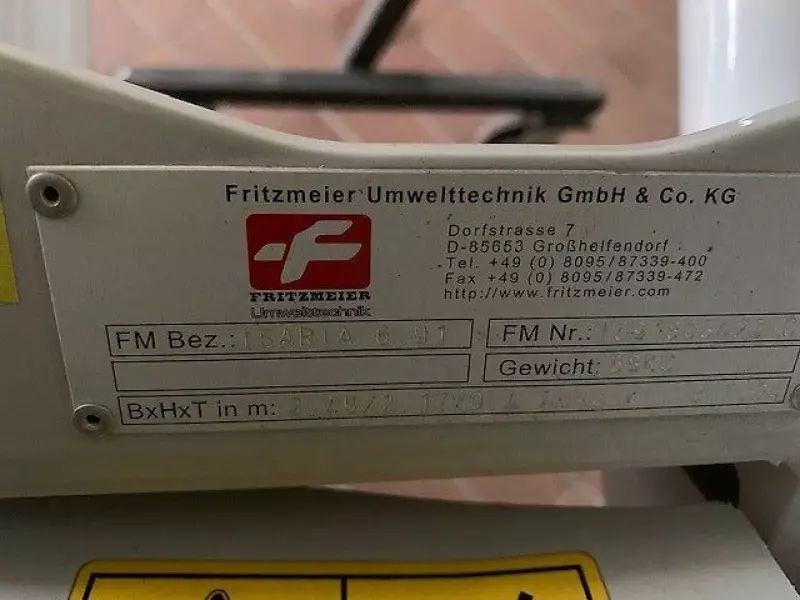 Fritzmeier Umwelttechnik GmbH & Co. KG
Dorfstrasse 7
D-85653 Großhelfendorf
Tel. +49 (0) 8095/87339-400
Fax +49 (0) 8095/87339-472
http://www.fritzmeier.com
FRITZMEIER
Umwelttechnik
FM Bez.: ISARIA
FM Nr.:
Gewicht:
BxHxT in m: